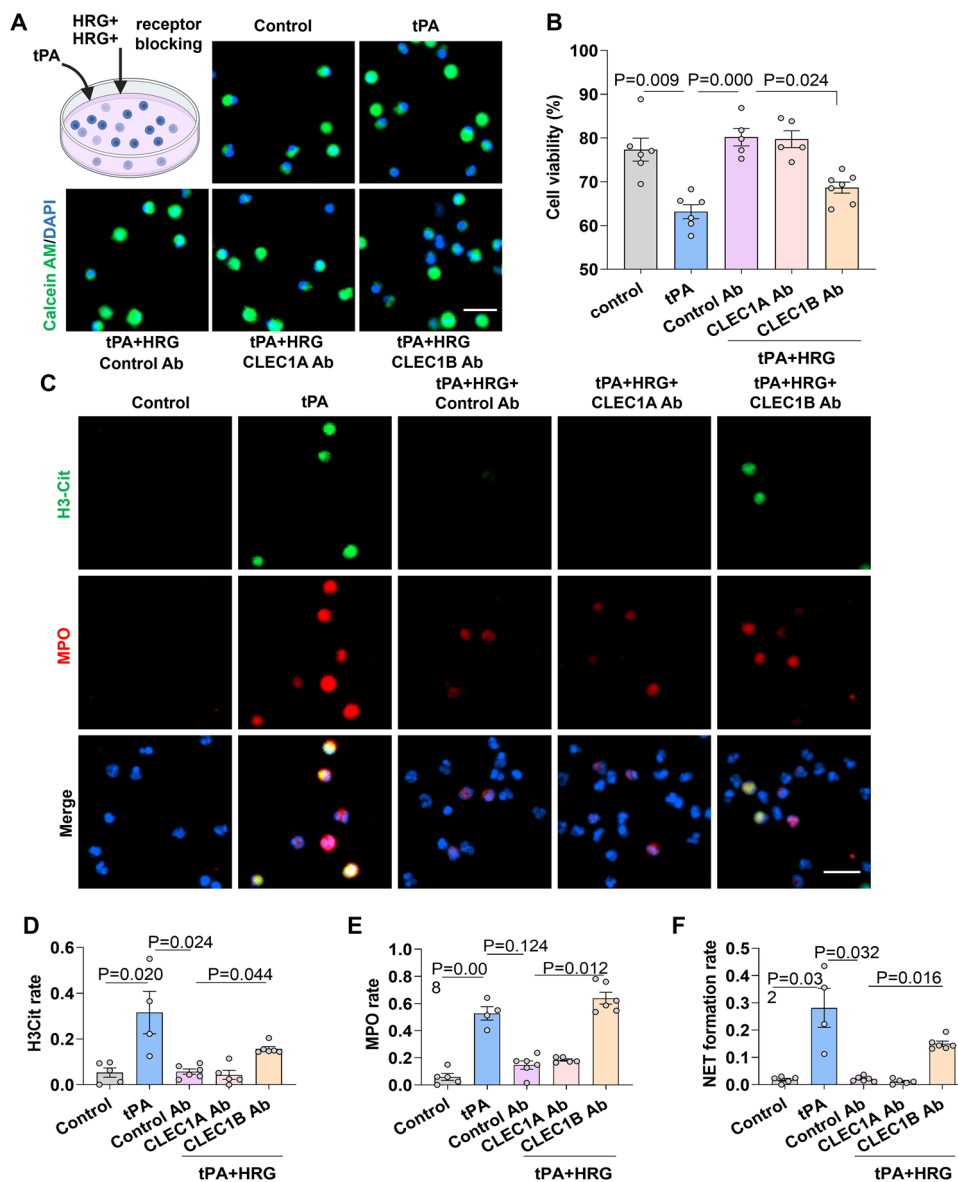 A
HRG+
HRG+
receptor
blocking
tPA
Control
tPA
Calcein AM/DAPI
tPA+HRG
Control Ab
tPA+HRG
CLEC1A Ab
tPA+HRG
CLEC1B Ab
B
Cell viability (%)
100
90
80
70
60
50
P=0.009
P=0.000
P=0.024
control
tPA
Control Ab
CLEC1A Ab
CLEC1B Ab
tPA+HRG
C
Control
tPA
tPA+HRG+
Control Ab
tPA+HRG+
CLEC1A Ab
tPA+HRG+
CLEC1B Ab
H3-Cit
MPO
Merge
D
H3Cit rate
0.6
0.4
0.2
0.0
P=0.020
P=0.024
P=0.044
Control
tPA
Control Ab
CLEC1A Ab
CLEC1B Ab
tPA+HRG
E
MPO rate
1.0
0.8
0.6
0.4
0.2
0.0
P=0.00
8
P=0.124
P=0.012
Control
tPA
Control Ab
CLEC1A Ab
CLEC1B Ab
tPA+HRG
F
NET formation rate
0.5
0.4
0.3
0.2
0.1
0.0
P=0.03
2
P=0.032
P=0.016
Control
tPA
Control Ab
CLEC1A Ab
CLEC1B Ab
tPA+HRG